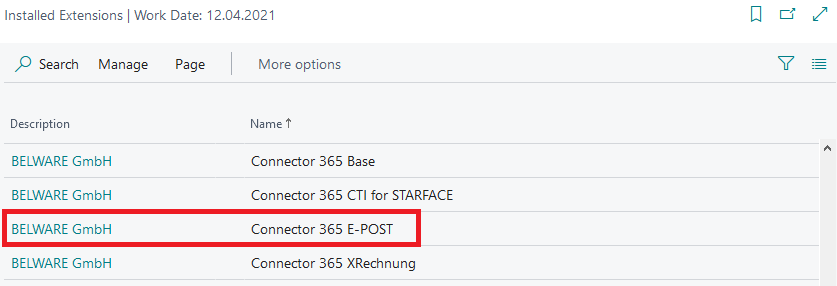 Installed Extensions | Work Date: 12.04.2021
Search Manage Page More options
Description Name ↑
BELWARE GmbH Connector 365 Base
BELWARE GmbH Connector 365 CTI for STARFACE
BELWARE GmbH Connector 365 E-POST
BELWARE GmbH Connector 365 XRechnung